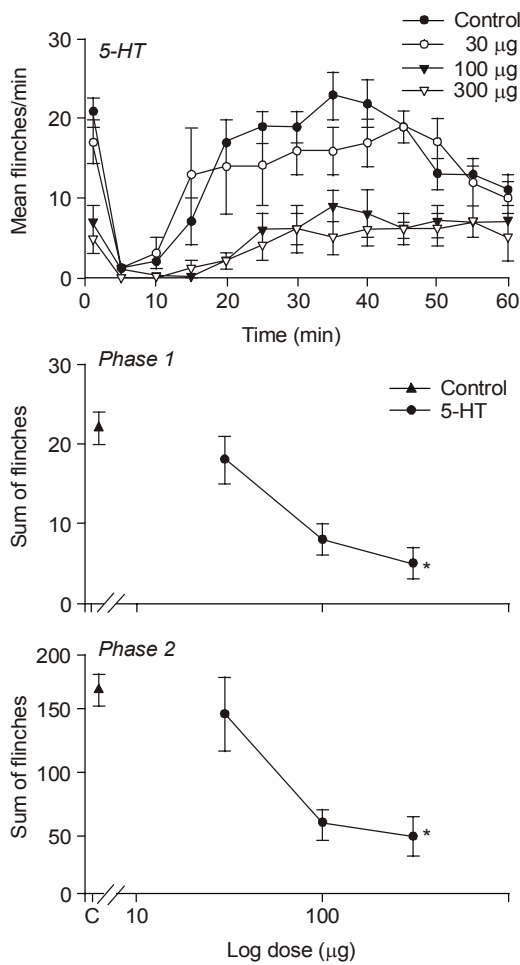 5-HT
Control
30 μg
100 μg
300 μg
Mean flinches/min
30
20
10
0
0 10 20 30 40 50 60
Time (min)
Phase 1
Control
5-HT
Sum of flinches
30
20
10
0
*
Phase 2
Sum of flinches
200
150
100
50
0
*
C 10 100
Log dose (μg)